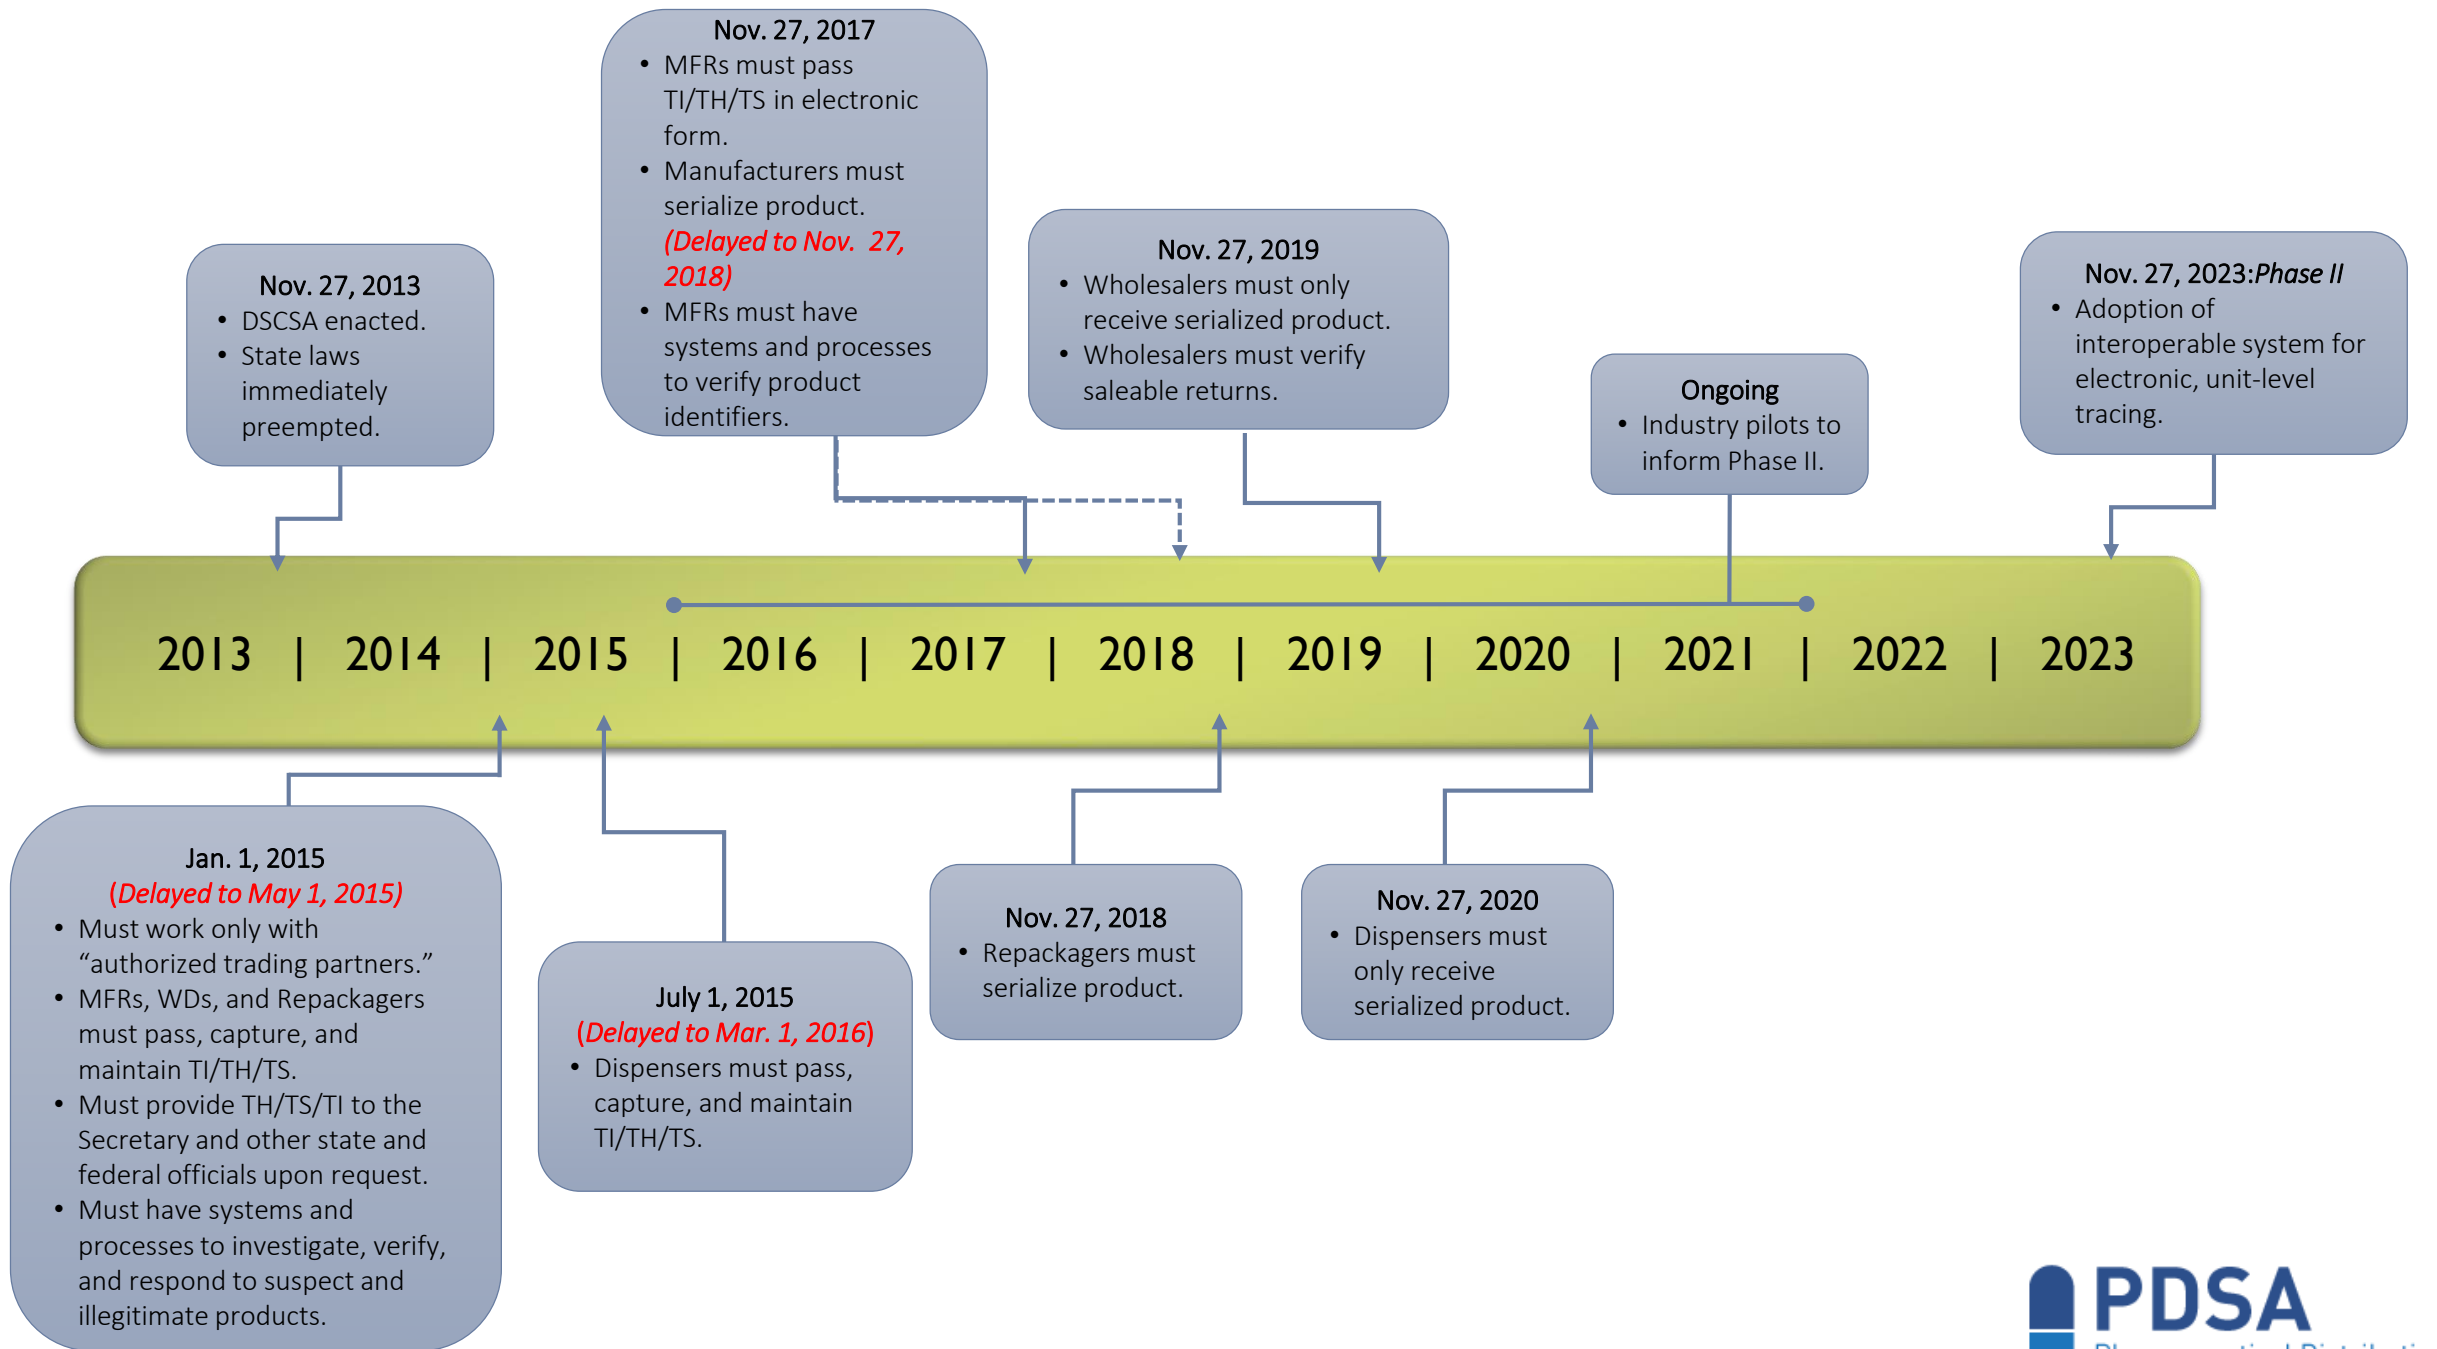 Nov. 27, 2013
• DSCSA enacted.
• State laws
immediately
preempted.
Nov. 27, 2017
• MFRs must pass
TI/TH/TS in electronic
form.
• Manufacturers must
serialize product.
(Delayed to Nov. 27,
2018)
• MFRs must have
systems and processes
to verify product
identifiers.
Nov. 27, 2019
• Wholesalers must only
receive serialized product.
• Wholesalers must verify
saleable returns.
Ongoing
• Industry pilots to
inform Phase II.
Nov. 27, 2023:Phase II
• Adoption of
interoperable system for
electronic, unit-level
tracing.
2013 | 2014 | 2015 | 2016 | 2017 | 2018 | 2019 | 2020 | 2021 | 2022 | 2023
Jan. 1, 2015
(Delayed to May 1, 2015)
• Must work only with
“authorized trading partners.”
• MFRs, WDs, and Repackagers
must pass, capture, and
maintain TI/TH/TS.
• Must provide TH/TS/TI to the
Secretary and other state and
federal officials upon request.
• Must have systems and
processes to investigate, verify,
and respond to suspect and
illegitimate products.
July 1, 2015
(Delayed to Mar. 1, 2016)
• Dispensers must pass,
capture, and maintain
TI/TH/TS.
Nov. 27, 2018
• Repackagers must
serialize product.
Nov. 27, 2020
• Dispensers must
only receive
serialized product.
PDSA